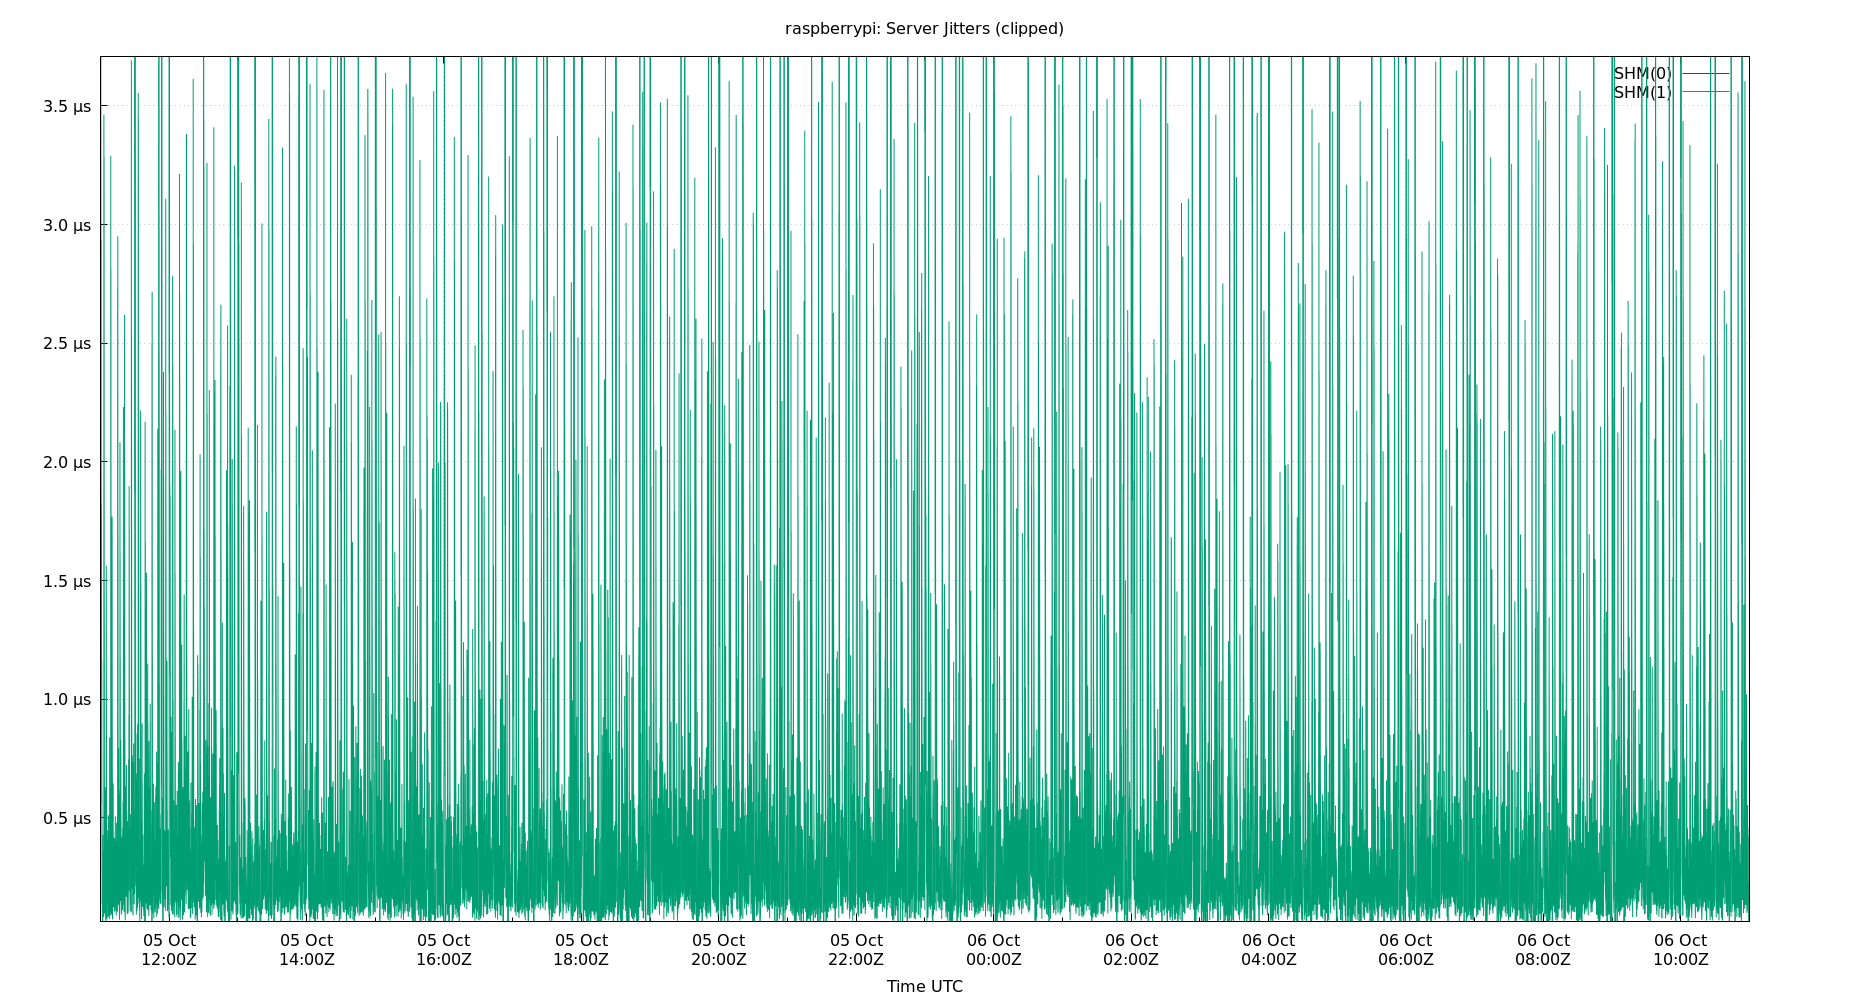 raspberrypi: Server Jitters (clipped)
SHM(0)
SHM(1)
3.5 µs
3.0 µs
2.5 µs
2.0 µs
1.5 µs
1.0 µs
0.5 µs
05 Oct 05 Oct 05 Oct 05 Oct 05 Oct 05 Oct 06 Oct 06 Oct 06 Oct 06 Oct 06 Oct 06 Oct
12:00Z 14:00Z 16:00Z 18:00Z 20:00Z 22:00Z 00:00Z 02:00Z 04:00Z 06:00Z 08:00Z 10:00Z
Time UTC